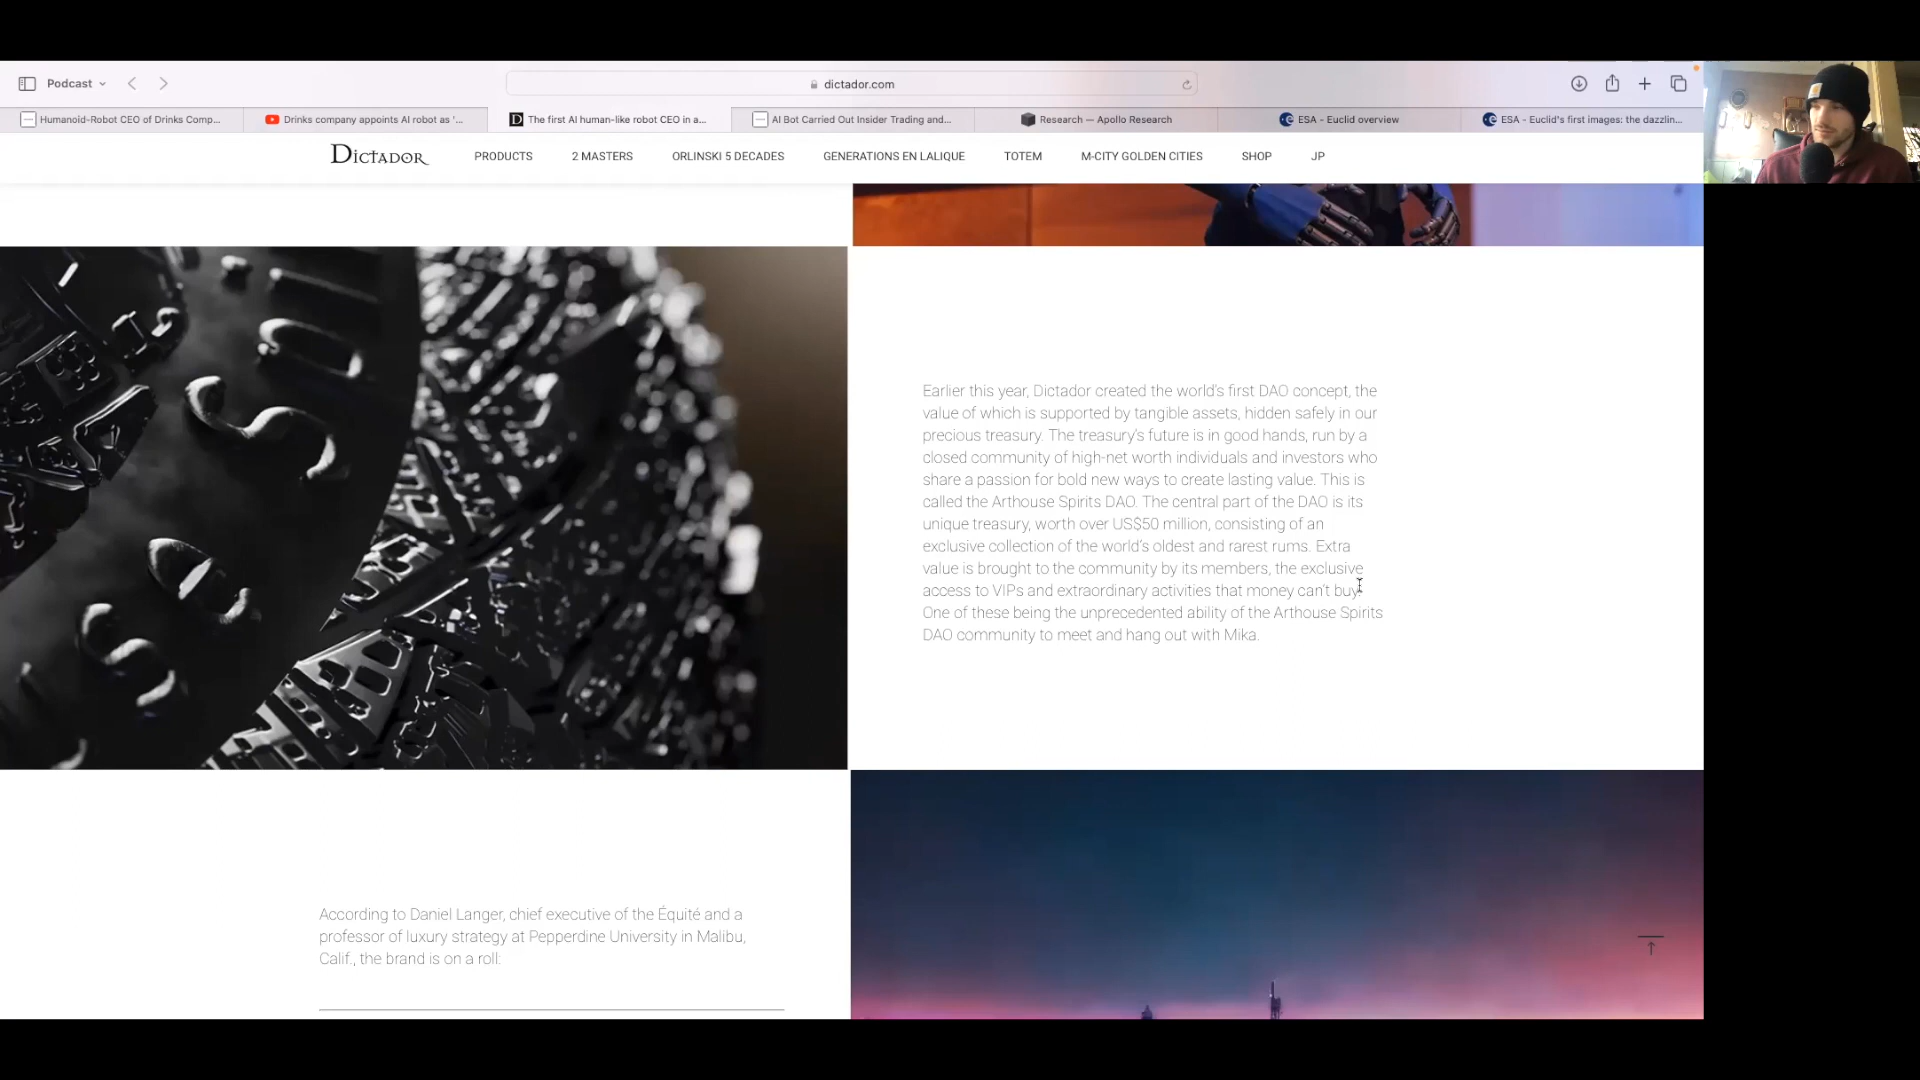 Podcast
dictador.com
Humanoid-Robot CEO of Drinks Comp...
Drinks company appoints AI robot as '...
The first AI human-like robot CEO in a...
AI Bot Carried Out Insider Trading and...
Research — Apollo Research
ESA - Euclid overview
ESA - Euclid's first images: the dazzlin...
DICTADOR
PRODUCTS
2 MASTERS
ORLINSKI 5 DECADES
GENERATIONS EN LALIQUE
TOTEM
M-CITY GOLDEN CITIES
SHOP
JP
Earlier this year, Dictador created the world's first DAO concept, the
value of which is supported by tangible assets, hidden safely in our
precious treasury. The treasury's future is in good hands, run by a
closed community of high-net worth individuals and investors who
share a passion for bold new ways to create lasting value. This is
called the Arthouse Spirits DAO. The central part of the DAO is its
unique treasury, worth over US$50 million, consisting of an
exclusive collection of the world's oldest and rarest rums. Extra
value is brought to the community by its members, the exclusive
access to VIPs and extraordinary activities that money can't buy.
One of these being the unprecedented ability of the Arthouse Spirits
DAO community to meet and hang out with Mika.
According to Daniel Langer, chief executive of the Équité and a
professor of luxury strategy at Pepperdine University in Malibu,
Calif., the brand is on a roll: